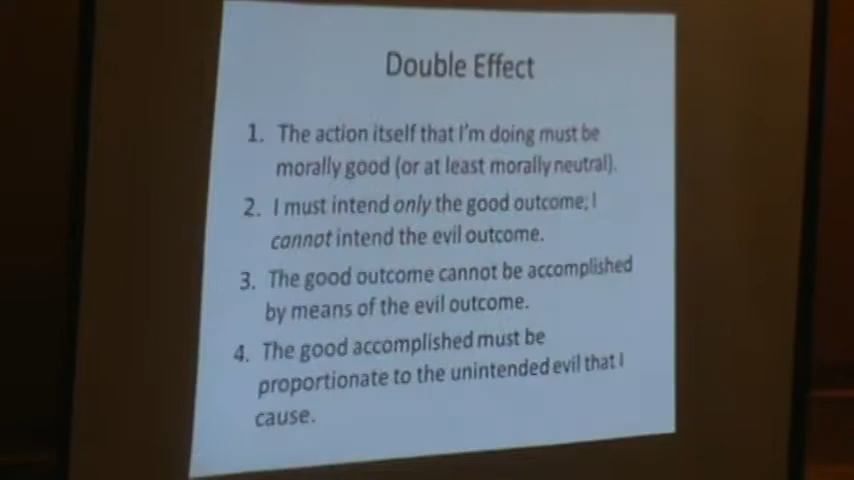 Double Effect
1. The action itself that I'm doing must be
morally good (or at least morally neutral).
2. I must intend only the good outcome; I
cannot intend the evil outcome.
3. The good outcome cannot be accomplished
by means of the evil outcome.
4. The good accomplished must be
proportionate to the unintended evil that I
cause.